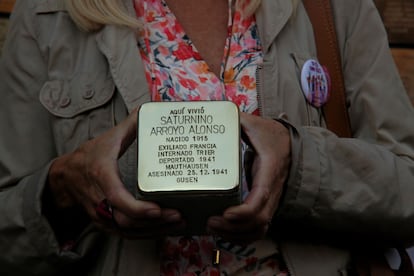 AQUÍ VIVIÓ
SATURNINO
ARROYO ALONSO
NACIDO 1915
EXILIADO FRANCIA
INTERNADO TRIER
DEPORTADO 1941
MAUTHAUSEN
ASESINADO 25.12.1941
GUSEN